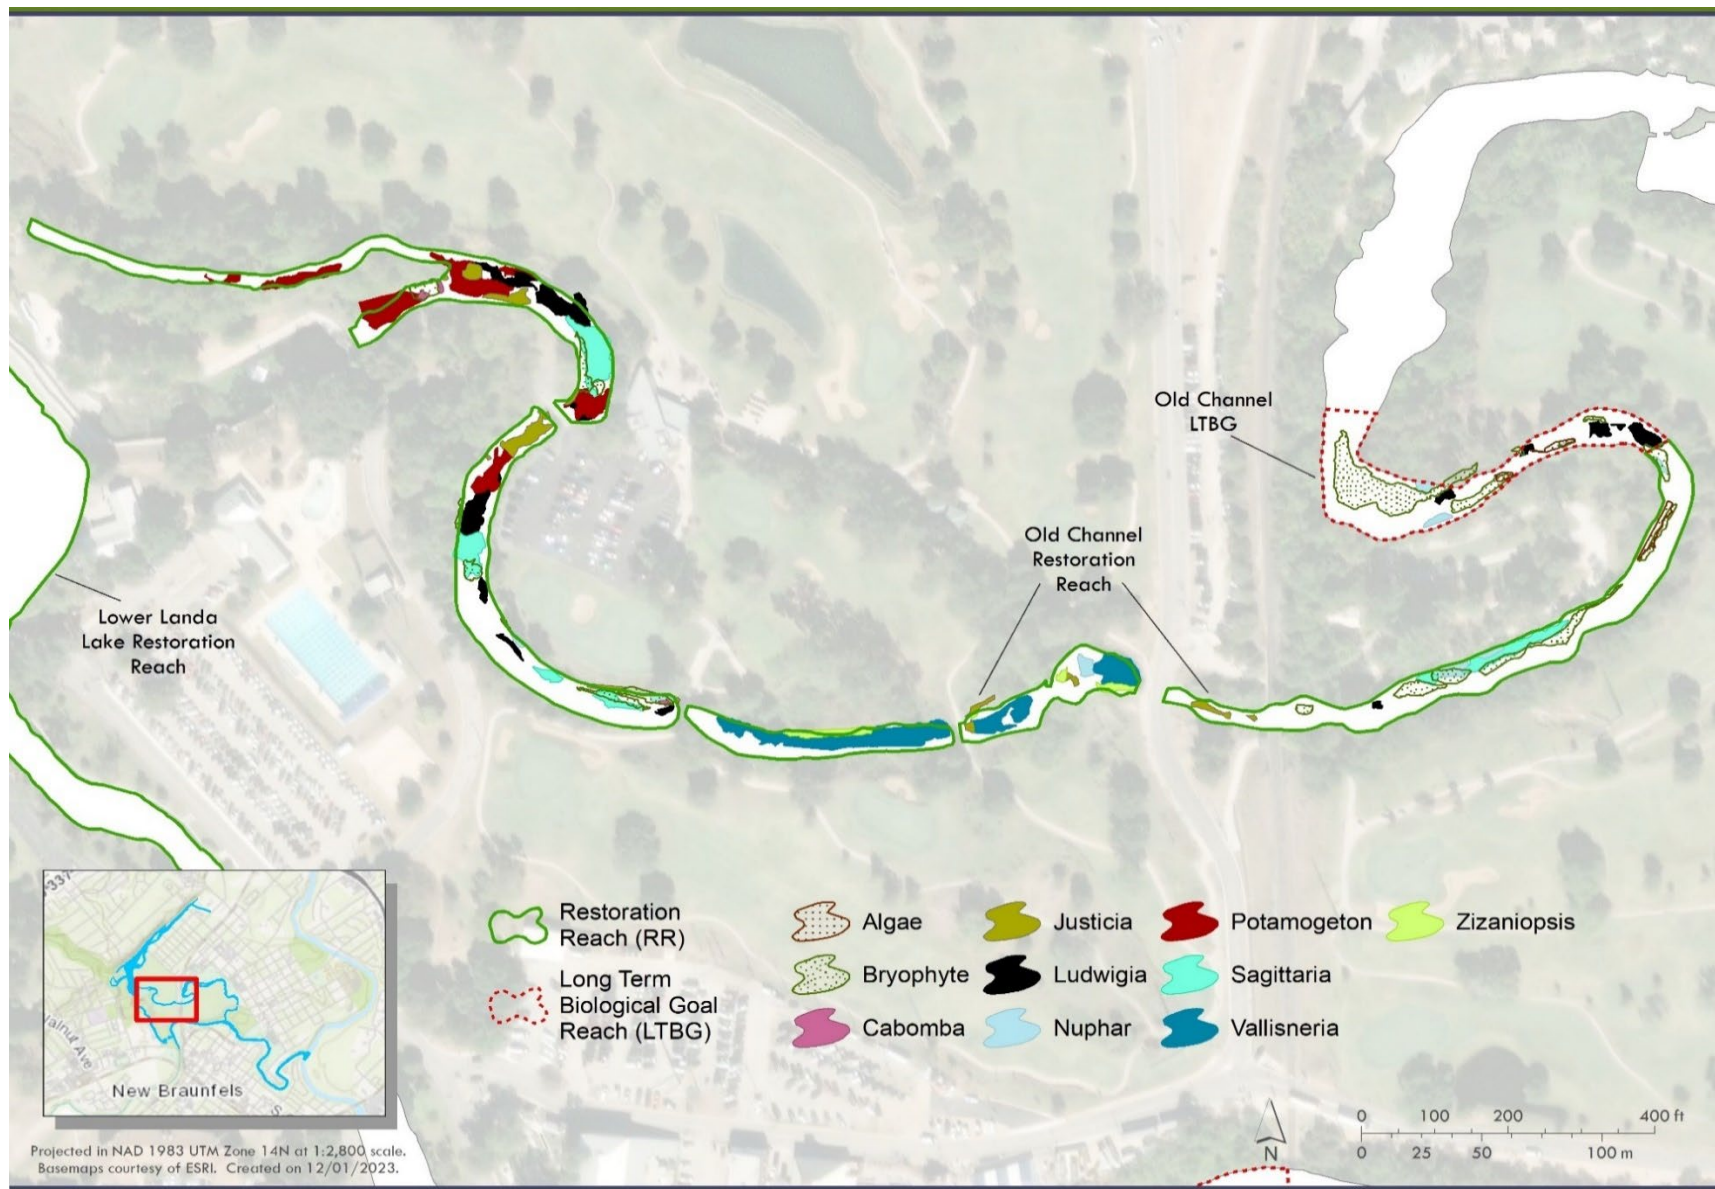 Old Channel
LTBG
Old Channel
Restoration
Reach
Lower Landa
Lake Restoration
Reach
Restoration
Reach (RR)
Long Term
Biological Goal
Reach (LTBG)
Algae
Bryophyte
Cabomba
Justicia
Ludwigia
Nuphar
Potamogeton
Sagittaria
Vallisneria
Zizaniopsis
337
Walnut Ave
New Braunfels
S
0 100 200 400 ft
0 25 50 100 m
N
Projected in NAD 1983 UTM Zone 14N at 1:2,800 scale.
Basemaps courtesy of ESRI. Created on 12/01/2023.